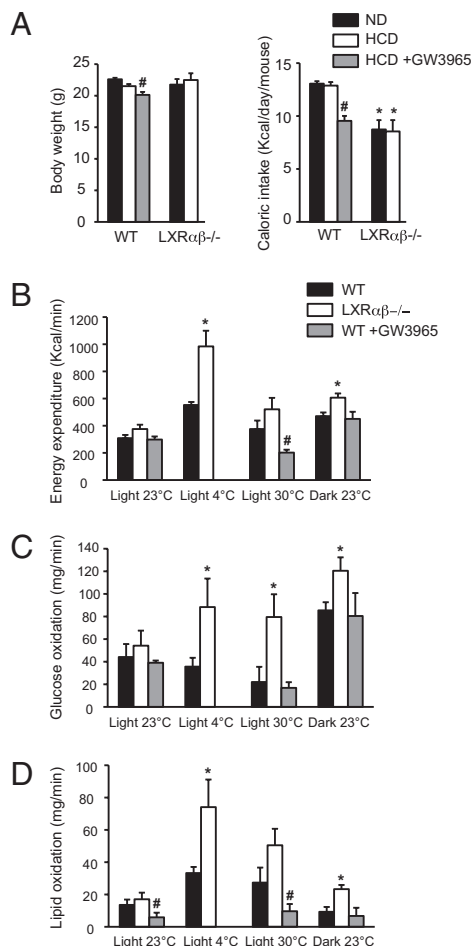 A
ND
HCD
HCD +GW3965
Body weight (g)
25
20
15
10
5
0
#
WT LXRαβ-/-
Caloric intake (Kcal/day/mouse)
15
10
5
0
#
* *
WT LXRαβ-/-
B
WT
LXRαβ-/-
WT +GW3965
Energy expenditure (Kcal/min)
1200
1000
800
600
400
200
0
* # *
Light 23°C Light 4°C Light 30°C Dark 23°C
C
Glucose oxidation (mg/min)
140
120
100
80
60
40
20
0
* * *
Light 23°C Light 4°C Light 30°C Dark 23°C
D
Lipid oxidation (mg/min)
100
80
60
40
20
0
# * # *
Light 23°C Light 4°C Light 30°C Dark 23°C